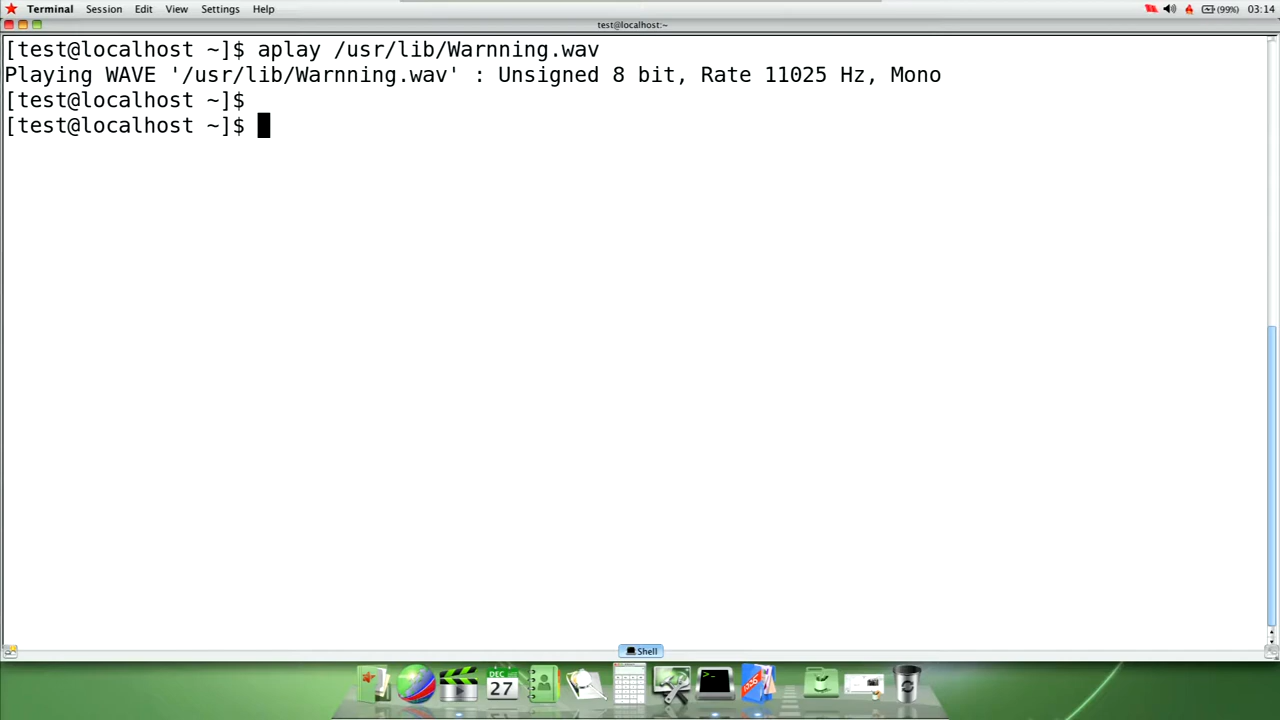 Terminal Session Edit View Settings Help (99%) 03:14
test@localhost:~
[test@localhost ~]$ aplay /usr/lib/Warnning.wav
Playing WAVE '/usr/lib/Warnning.wav' : Unsigned 8 bit, Rate 11025 Hz, Mono
[test@localhost ~]$
[test@localhost ~]$
Shell
DEC
27
>_